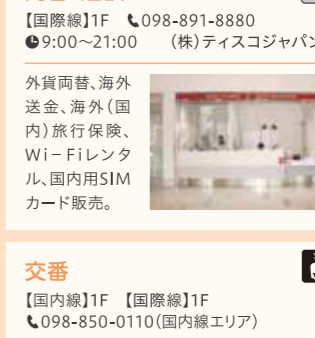 【国際線】1F 📞098-891-8880
🕘9:00〜21:00 (株)ティスコジャパン
外貨両替、海外
送金、海外(国
内)旅行保険、
Wi-Fiレンタ
ル、国内用SIM
カード販売。
交番
【国内線】1F 【国際線】1F
📞098-850-0110(国内線エリア)